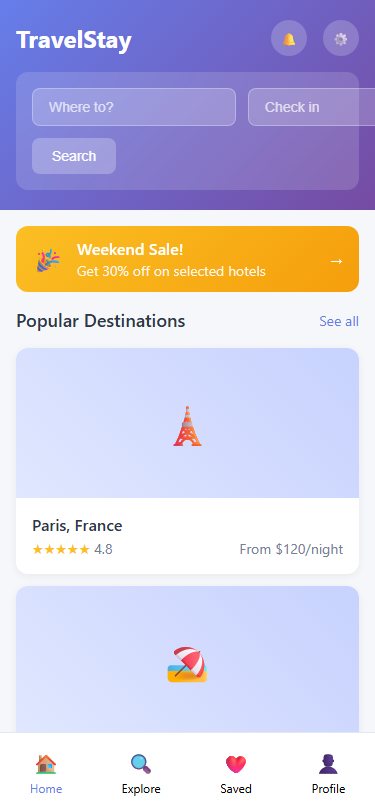 TravelStay
Where to?
Check in
Search
Weekend Sale!
Get 30% off on selected hotels
→
Popular Destinations
See all
Paris, France
★★★★★ 4.8
From $120/night
Home
Explore
Saved
Profile